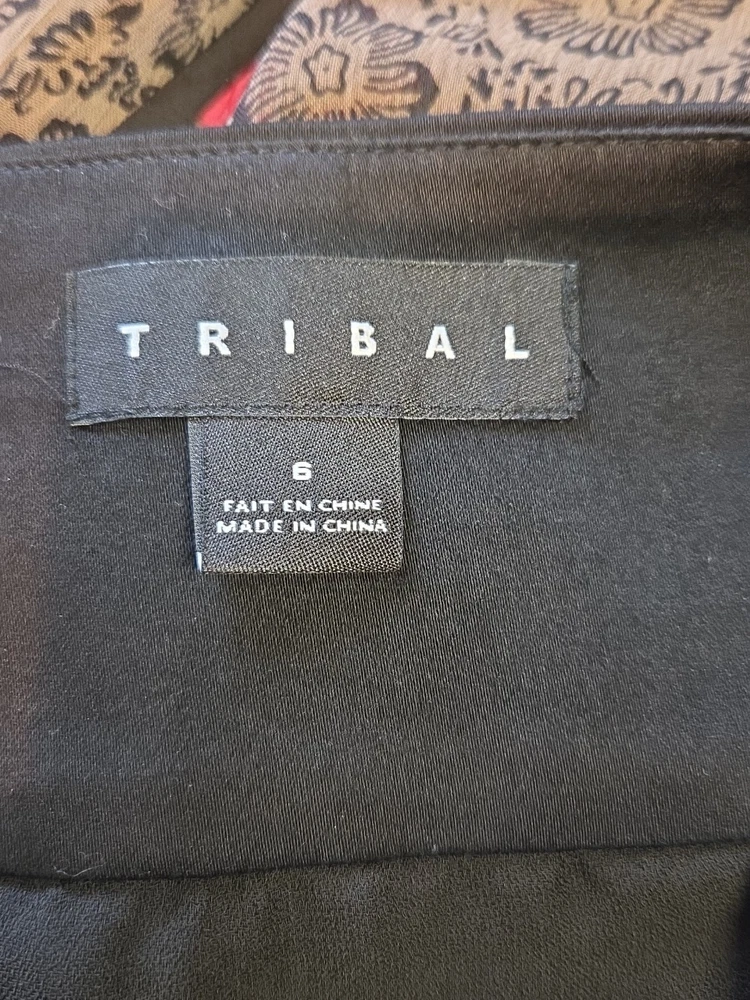 TRIBAL
6
FAIT EN CHINE
MADE IN CHINA